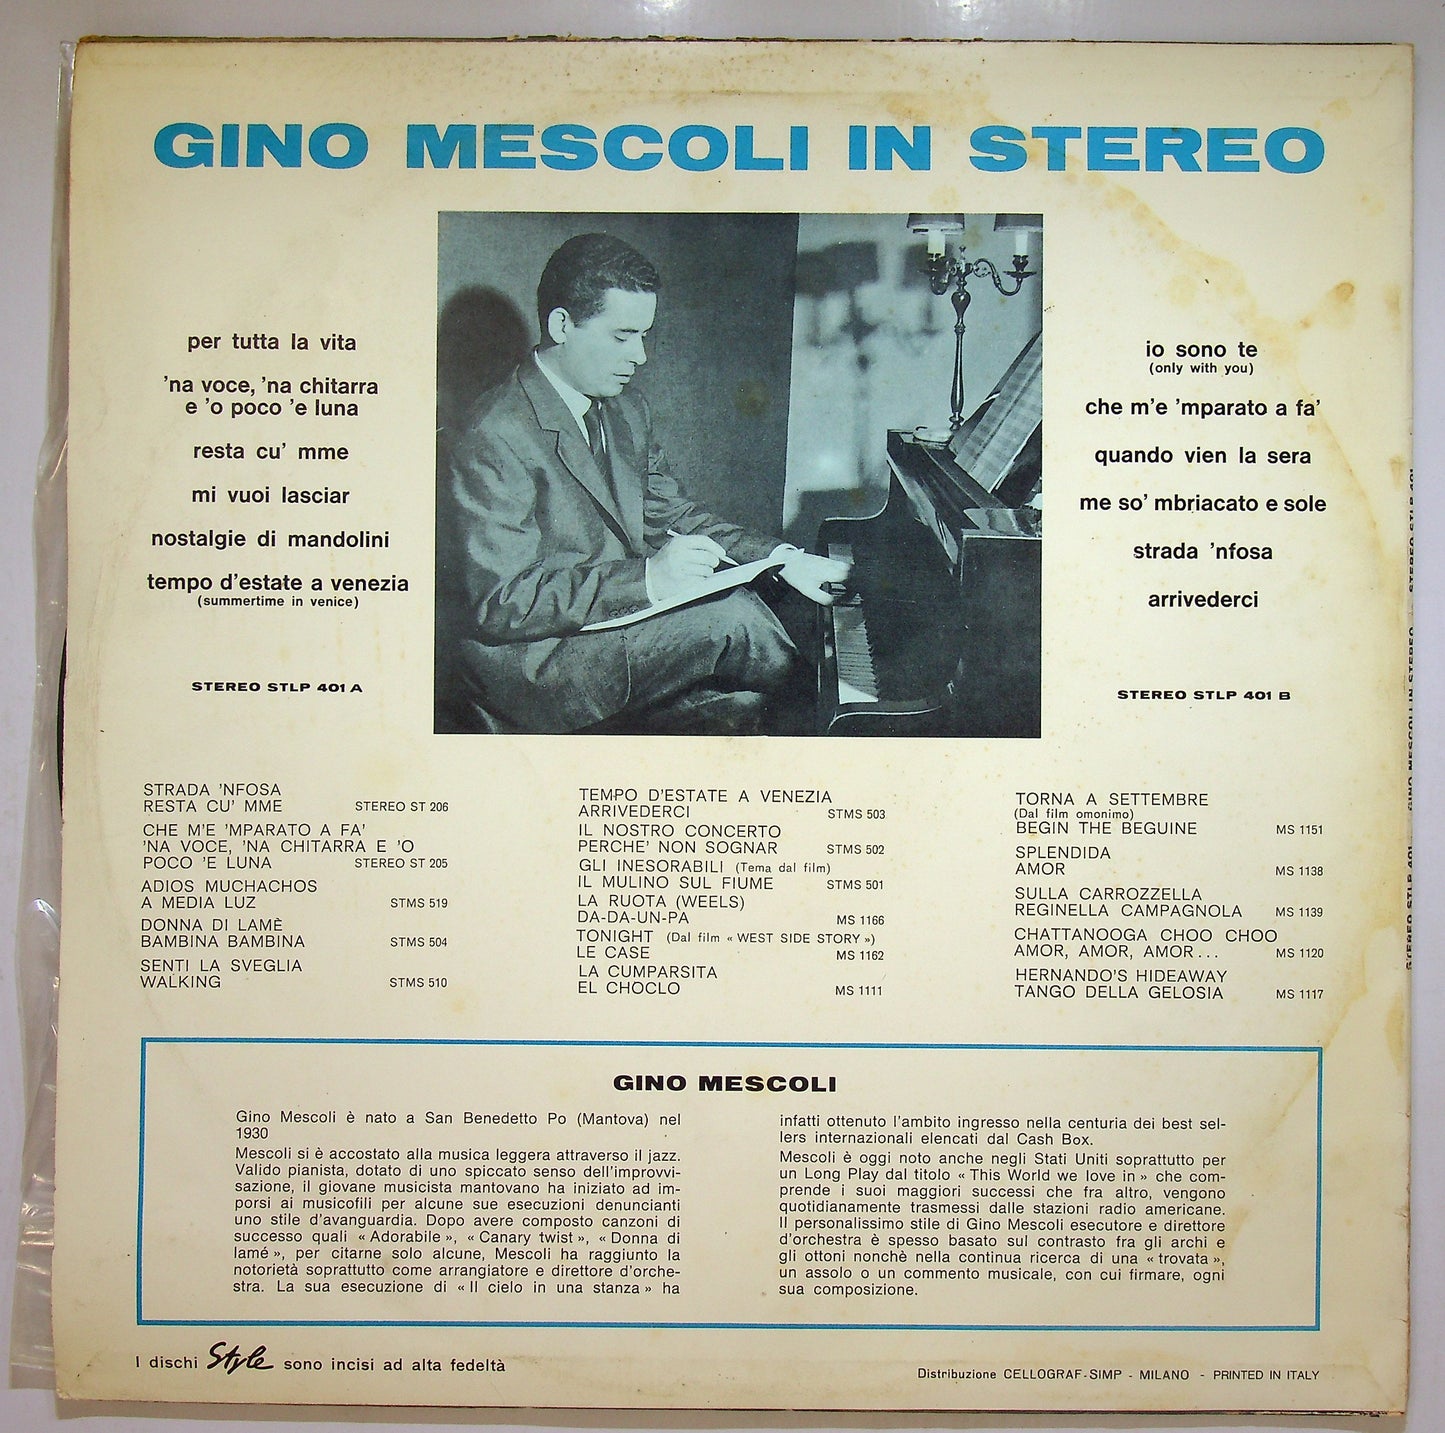 GINO MESCOLI IN STEREO
per tutta la vita
'na voce, 'na chitarra
e 'o poco 'e luna
resta cu' mme
mi vuoi lasciar
nostalgie di mandolini
tempo d'estate a venezia
(summertime in venice)
STEREO STLP 401 A
io sono te
(only with you)
che m'e 'mparato a fa'
quando vien la sera
me so' mbriacato e sole
strada 'nfosa
arrivederci
STEREO STLP 401 B
STRADA 'NFOSA
RESTA CU' MME STEREO ST 206
CHE M'E 'MPARATO A FA'
'NA VOCE, 'NA CHITARRA E 'O
POCO 'E LUNA STEREO ST 205
ADIOS MUCHACHOS
A MEDIA LUZ STMS 519
DONNA DI LAMÈ
BAMBINA BAMBINA STMS 504
SENTI LA SVEGLIA
WALKING STMS 510
TEMPO D'ESTATE A VENEZIA
ARRIVEDERCI STMS 503
IL NOSTRO CONCERTO
PERCHE' NON SOGNAR STMS 502
GLI INESORABILI (Tema dal film)
IL MULINO SUL FIUME STMS 501
LA RUOTA (WEELS)
DA-DA-UN-PA MS 1166
TONIGHT (Dal film « WEST SIDE STORY »)
LE CASE MS 1162
LA CUMPARSITA
EL CHOCLO MS 1111
TORNA A SETTEMBRE
(Dal film omonimo)
BEGIN THE BEGUINE MS 1151
SPLENDIDA
AMOR MS 1138
SULLA CARROZZELLA
REGINELLA CAMPAGNOLA MS 1139
CHATTANOOGA CHOO CHOO
AMOR, AMOR, AMOR... MS 1120
HERNANDO'S HIDEAWAY
TANGO DELLA GELOSIA MS 1117
GINO MESCOLI
Gino Mescoli è nato a San Benedetto Po (Mantova) nel
1930
Mescoli si è accostato alla musica leggera attraverso il jazz.
Valido pianista, dotato di uno spiccato senso dell'improvvi-
sazione, il giovane musicista mantovano ha iniziato ad im-
porsi ai musicofili per alcune sue esecuzioni denuncianti
uno stile d'avanguardia. Dopo avere composto canzoni di
successo quali « Adorabile », « Canary twist », « Donna di
lamé », per citarne solo alcune, Mescoli ha raggiunto la
notorietà soprattutto come arrangiatore e direttore d'orche-
stra. La sua esecuzione di « Il cielo in una stanza » ha
infatti ottenuto l'ambito ingresso nella centuria dei best sel-
lers internazionali elencati dal Cash Box.
Mescoli è oggi noto anche negli Stati Uniti soprattutto per
un Long Play dal titolo « This World we love in » che com-
prende i suoi maggiori successi che fra altro, vengono
quotidianamente trasmessi dalle stazioni radio americane.
Il personalissimo stile di Gino Mescoli esecutore e direttore
d'orchestra è spesso basato sul contrasto fra gli archi e
gli ottoni nonchè nella continua ricerca di una « trovata »,
un assolo o un commento musicale, con cui firmare, ogni
sua composizione.
I dischi Style sono incisi ad alta fedeltà
Distribuzione CELLOGRAF-SIMP - MILANO - PRINTED IN ITALY
STEREO STLP 401 GINO MESCOLI IN STEREO STEREO STLP 401